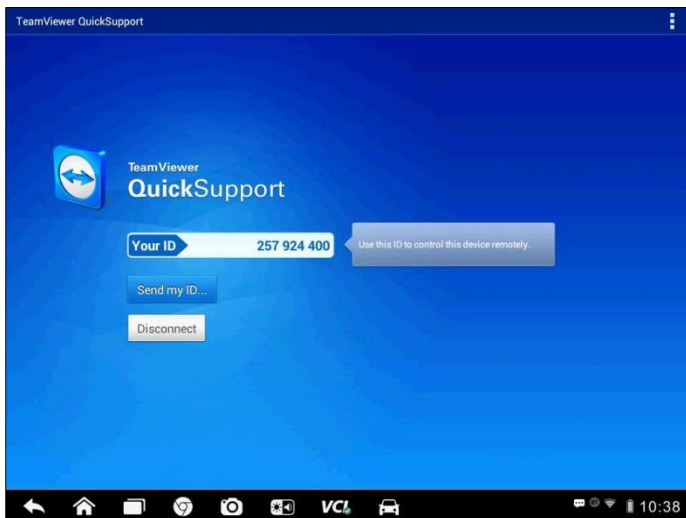 TeamViewer QuickSupport
TeamViewer
QuickSupport
Your ID 257 924 400
Use this ID to control this device remotely.
Send my ID...
Disconnect
VCI 10:38